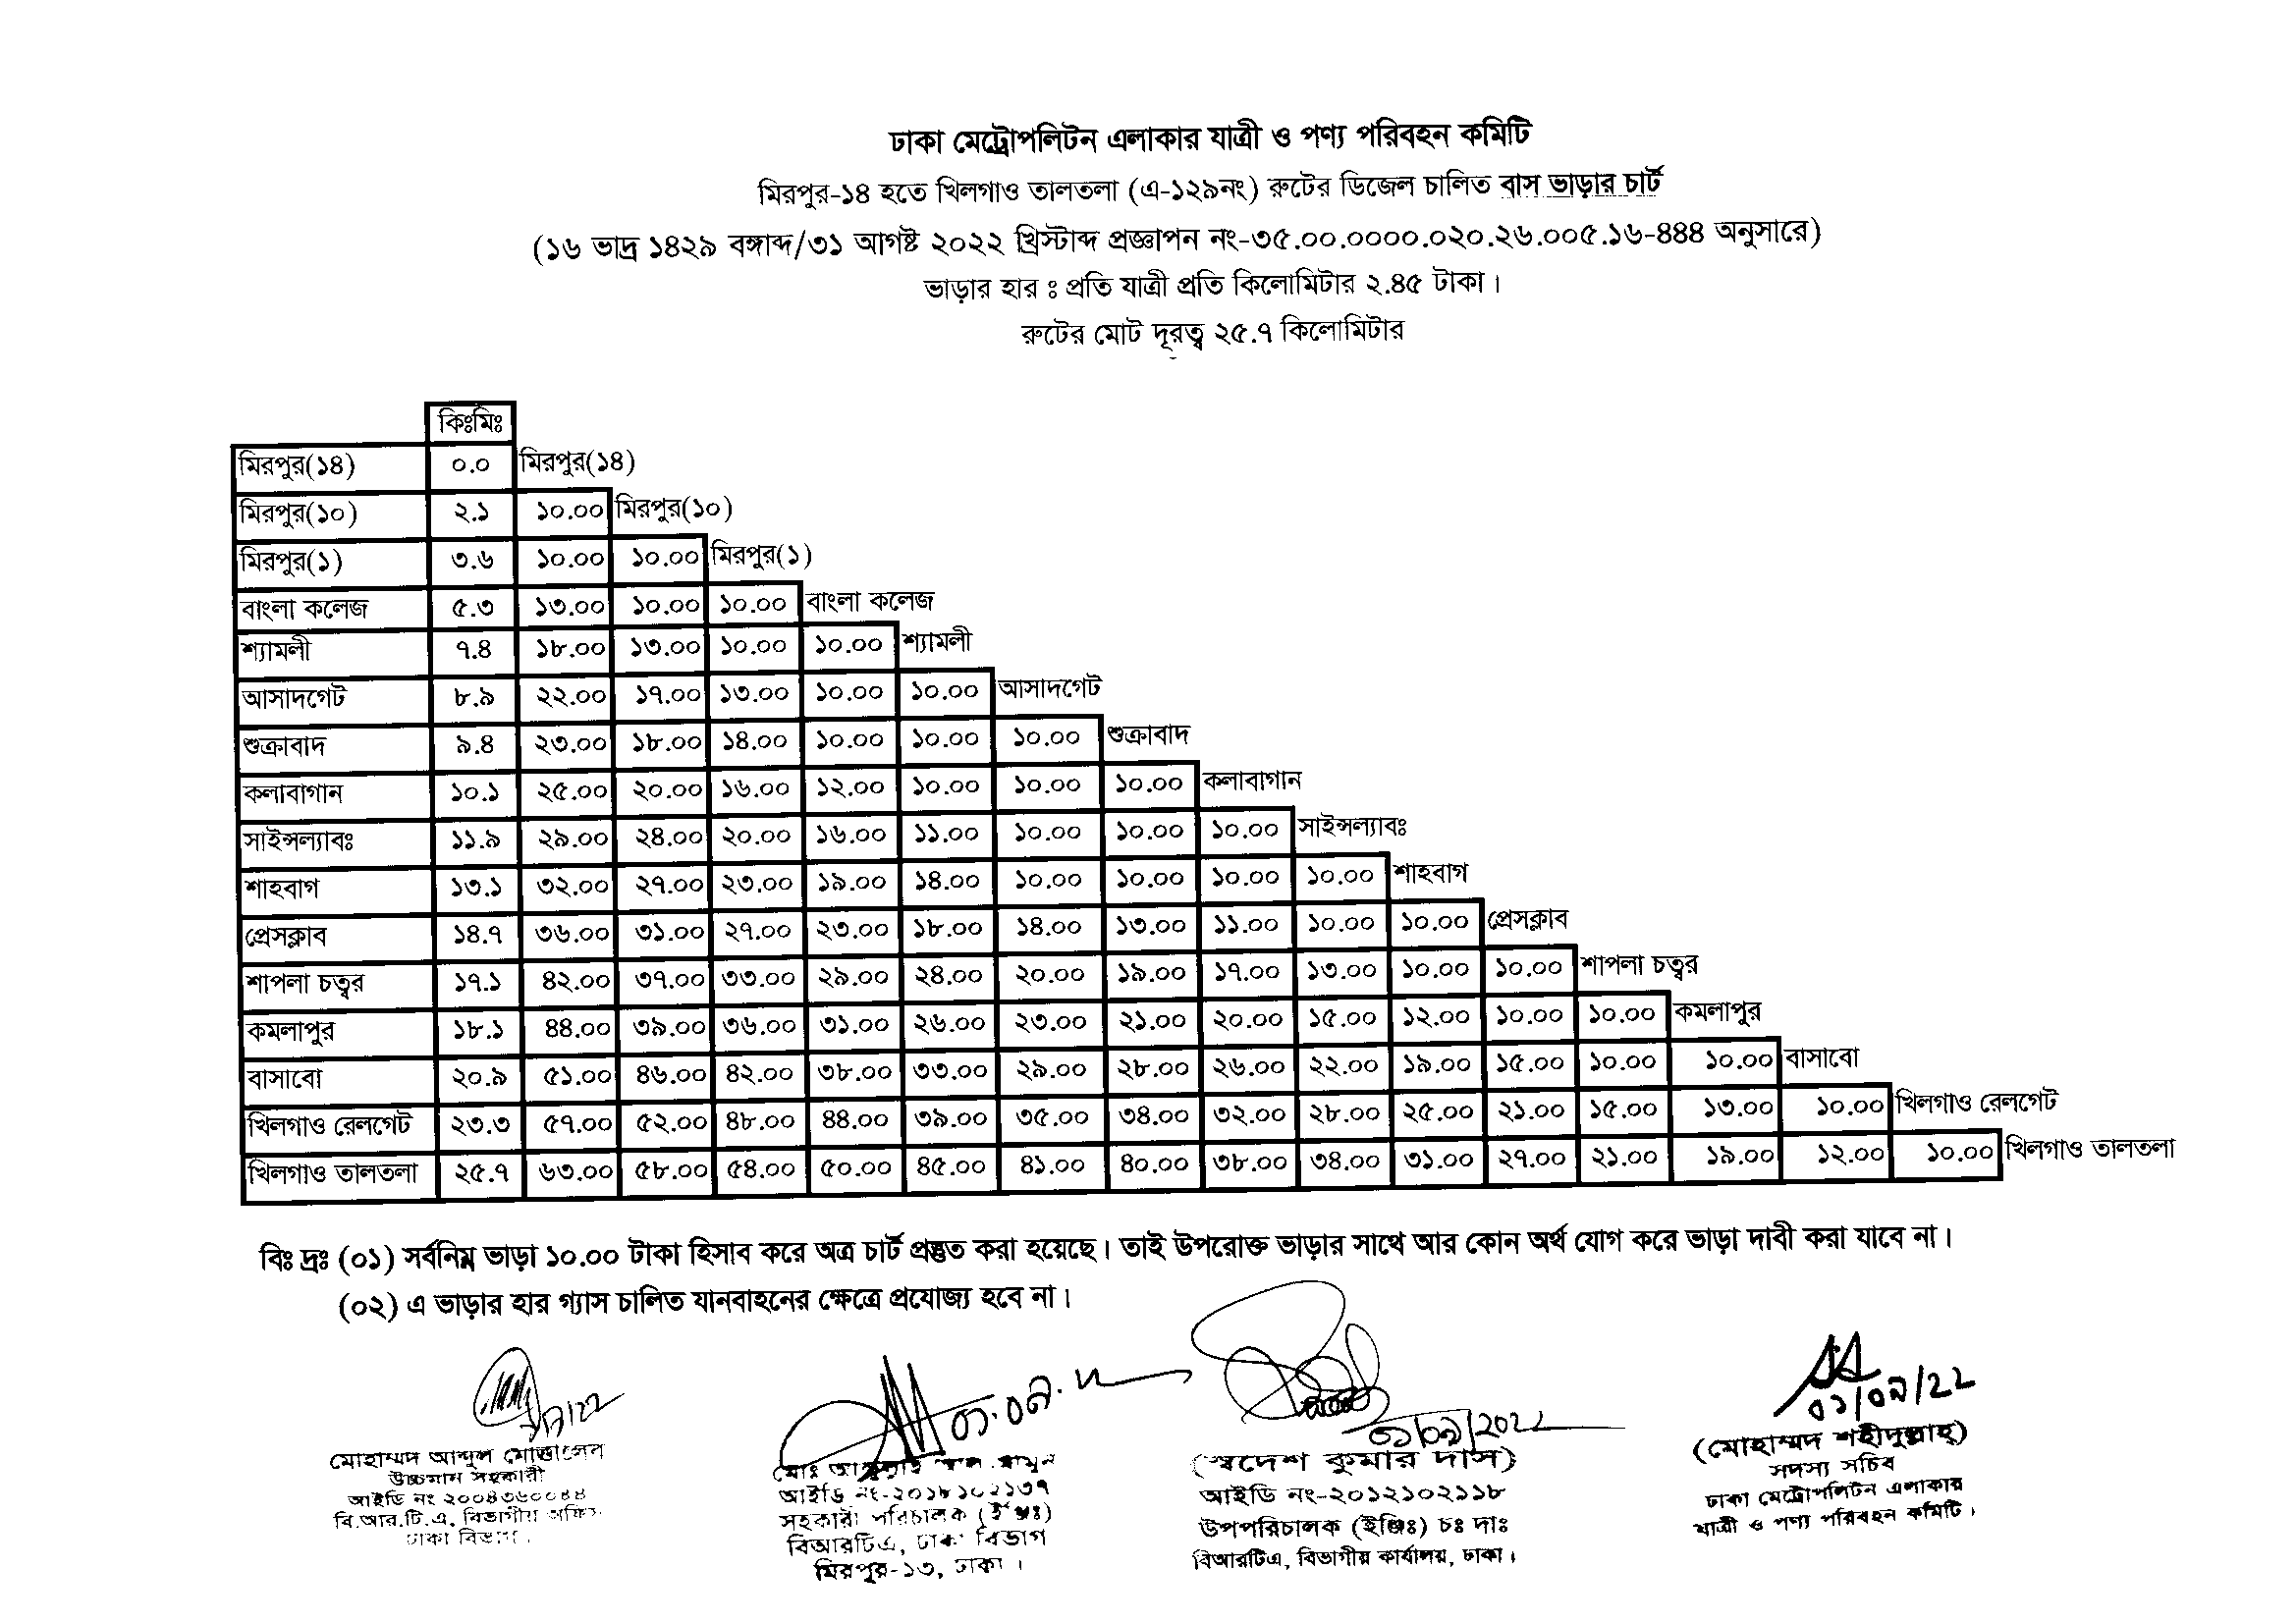 ঢাকা মেট্রোপলিটন এলাকার যাত্রী ও পণ্য পরিবহন কমিটি
মিরপুর-১৪ হতে খিলগাও তালতলা (এ-১২৯নং) রুটের ডিজেল চালিত বাস ভাড়ার চার্ট
(১৬ ভাদ্র ১৪২৯ বঙ্গাব্দ/৩১ আগষ্ট ২০২২ খ্রিস্টাব্দ প্রজ্ঞাপন নং-৩৫.০০.০০০০.০২০.২৬.০০৫.১৬-৪৪৪ অনুসারে)
ভাড়ার হার ঃ প্রতি যাত্রী প্রতি কিলোমিটার ২.৪৫ টাকা।
রুটের মোট দূরত্ব ২৫.৭ কিলোমিটার
কিঃমিঃ
মিরপুর(১৪) ০.০ মিরপুর(১৪)
মিরপুর(১০) ২.১ ১০.০০ মিরপুর(১০)
মিরপুর(১) ৩.৬ ১০.০০ ১০.০০ মিরপুর(১)
বাংলা কলেজ ৫.৩ ১৩.০০ ১০.০০ ১০.০০ বাংলা কলেজ
শ্যামলী ৭.৪ ১৮.০০ ১৩.০০ ১০.০০ ১০.০০ শ্যামলী
আসাদগেট ৮.৯ ২২.০০ ১৭.০০ ১৩.০০ ১০.০০ ১০.০০ আসাদগেট
শুক্রাবাদ ৯.৪ ২৩.০০ ১৮.০০ ১৪.০০ ১০.০০ ১০.০০ ১০.০০ শুক্রাবাদ
কলাবাগান ১০.১ ২৫.০০ ২০.০০ ১৬.০০ ১২.০০ ১০.০০ ১০.০০ ১০.০০ কলাবাগান
সাইন্সল্যাবঃ ১১.৯ ২৯.০০ ২৪.০০ ২০.০০ ১৬.০০ ১১.০০ ১০.০০ ১০.০০ ১০.০০ সাইন্সল্যাবঃ
শাহবাগ ১৩.১ ৩২.০০ ২৭.০০ ২৩.০০ ১৯.০০ ১৪.০০ ১০.০০ ১০.০০ ১০.০০ ১০.০০ শাহবাগ
প্রেসক্লাব ১৪.৭ ৩৬.০০ ৩১.০০ ২৭.০০ ২৩.০০ ১৮.০০ ১৪.০০ ১৩.০০ ১১.০০ ১০.০০ ১০.০০ প্রেসক্লাব
শাপলা চত্বর ১৭.১ ৪২.০০ ৩৭.০০ ৩৩.০০ ২৯.০০ ২৪.০০ ২০.০০ ১৯.০০ ১৭.০০ ১৩.০০ ১০.০০ ১০.০০ শাপলা চত্বর
কমলাপুর ১৮.১ ৪৪.০০ ৩৯.০০ ৩৬.০০ ৩১.০০ ২৬.০০ ২৩.০০ ২১.০০ ২০.০০ ১৫.০০ ১২.০০ ১০.০০ ১০.০০ কমলাপুর
বাসাবো ২০.৯ ৫১.০০ ৪৬.০০ ৪২.০০ ৩৮.০০ ৩৩.০০ ২৯.০০ ২৮.০০ ২৬.০০ ২২.০০ ১৯.০০ ১৫.০০ ১০.০০ ১০.০০ বাসাবো
খিলগাও রেলগেট ২৩.৩ ৫৭.০০ ৫২.০০ ৪৮.০০ ৪৪.০০ ৩৯.০০ ৩৫.০০ ৩৪.০০ ৩২.০০ ২৮.০০ ২৫.০০ ২১.০০ ১৫.০০ ১৩.০০ ১০.০০ খিলগাও রেলগেট
খিলগাও তালতলা ২৫.৭ ৬৩.০০ ৫৮.০০ ৫৪.০০ ৫০.০০ ৪৫.০০ ৪১.০০ ৪০.০০ ৩৮.০০ ৩৪.০০ ৩১.০০ ২৭.০০ ২১.০০ ১৯.০০ ১২.০০ ১০.০০ খিলগাও তালতলা
বিঃ দ্রঃ (০১) সর্বনিম্ন ভাড়া ১০.০০ টাকা হিসাব করে অত্র চার্ট প্রস্তুত করা হয়েছে। তাই উপরোক্ত ভাড়ার সাথে আর কোন অর্থ যোগ করে ভাড়া দাবী করা যাবে না।
(০২) এ ভাড়ার হার গ্যাস চালিত যানবাহনের ক্ষেত্রে প্রযোজ্য হবে না।
মোহাম্মদ আব্দুল
উচ্চমান সহকারী
আইডি নং
বি.আর.টি.এ, বিভাগীয় অফিস
ঢাকা বিভাগ।
মোঃ মামুন
আইডি নং-২০১৮১০২১৩৭
সহকারী পরিচালক (ইঞ্জিঃ)
বিআরটিএ, ঢাকা বিভাগ
মিরপুর-১৩, ঢাকা।
০১/০৯/2022
(স্বদেশ কুমার দাস)
আইডি নং-২০১২১০২১১৮
উপপরিচালক (ইঞ্জিঃ) চঃ দাঃ
বিআরটিএ, বিভাগীয় কার্যালয়, ঢাকা।
০১/০৯/22
(মোহাম্মদ শহীদুল্লাহ্)
সদস্য সচিব
ঢাকা মেট্রোপলিটন এলাকার
যাত্রী ও পণ্য পরিবহন কমিটি।